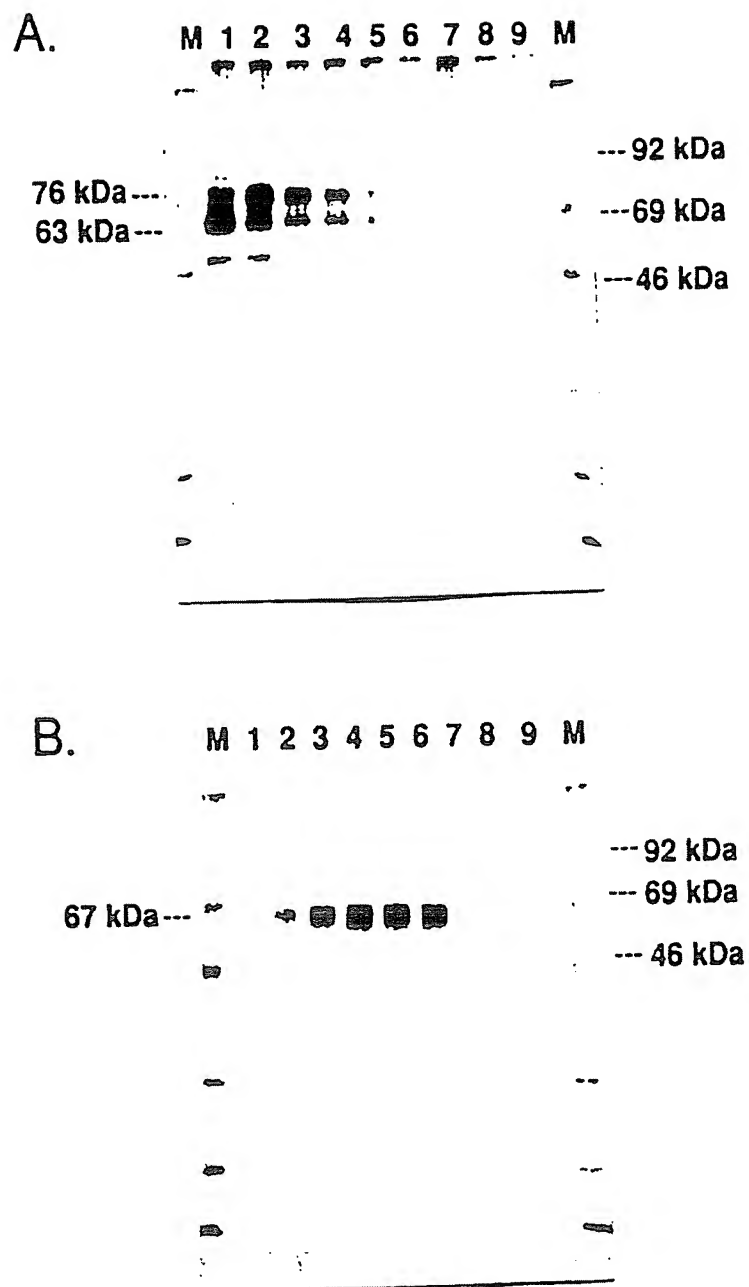 A.
M 1 2 3 4 5 6 7 8 9 M
---92 kDa
76 kDa---
---69 kDa
63 kDa---
---46 kDa
B.
M 1 2 3 4 5 6 7 8 9 M
---92 kDa
---69 kDa
67 kDa---
---46 kDa